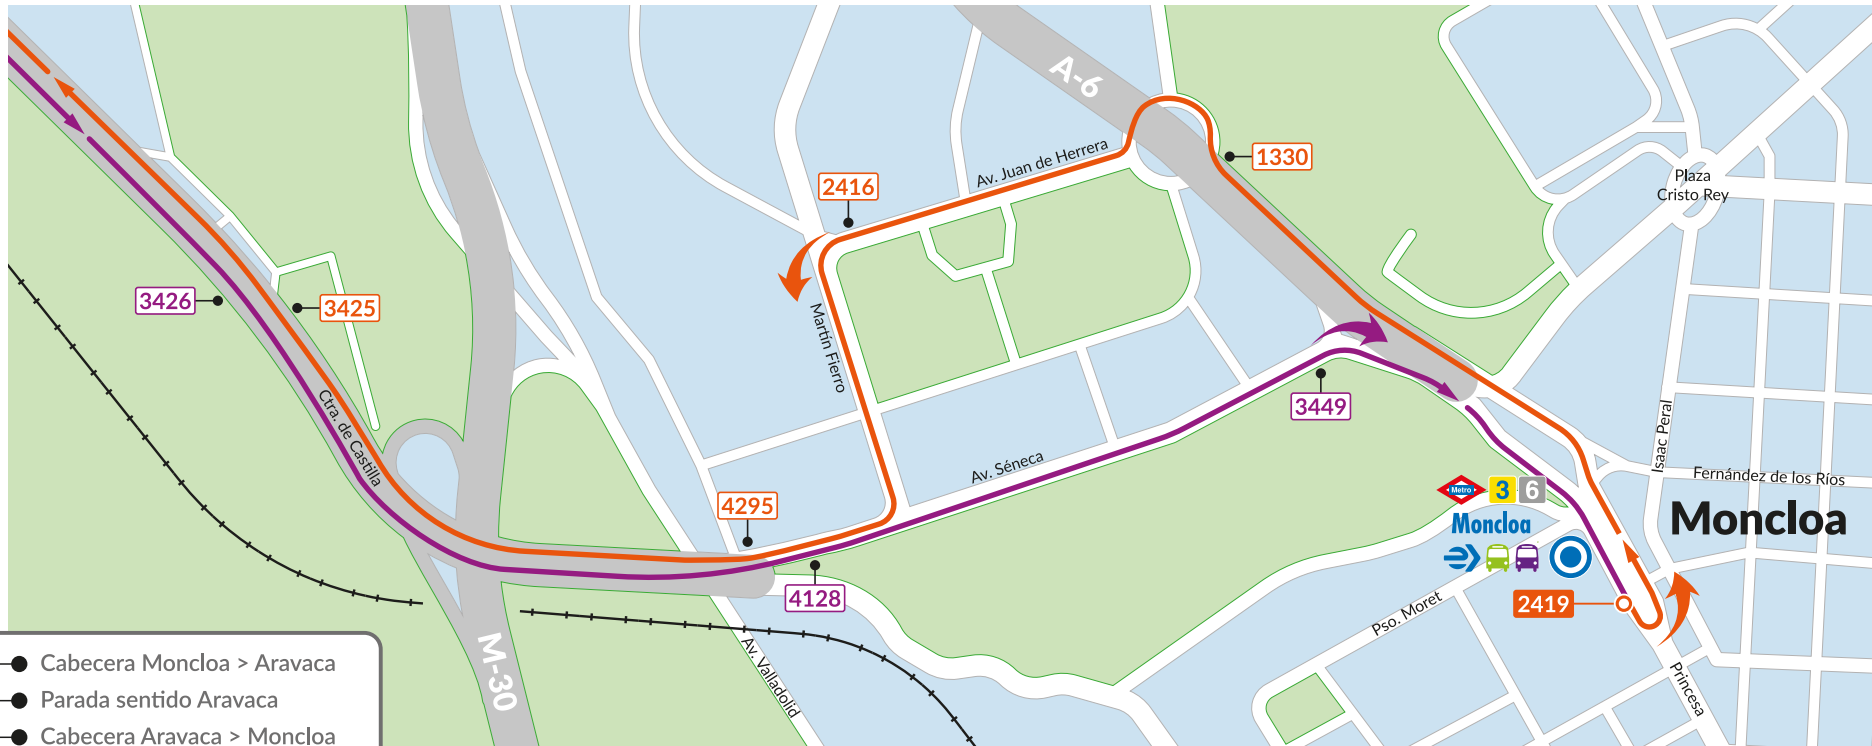 A-6
Av. Juan de Herrera
1330
2416
Plaza
Cristo Rey
3426
3425
Martín Fierro
3449
Ctra. de Castilla
Isaac Peral
Av. Séneca
Fernández de los Ríos
Metro
3
6
Moncloa
Moncloa
4295
4128
2419
Pso. Moret
M-30
Av. Valladolid
Princesa
Cabecera Moncloa > Aravaca
Parada sentido Aravaca
Cabecera Aravaca > Moncloa